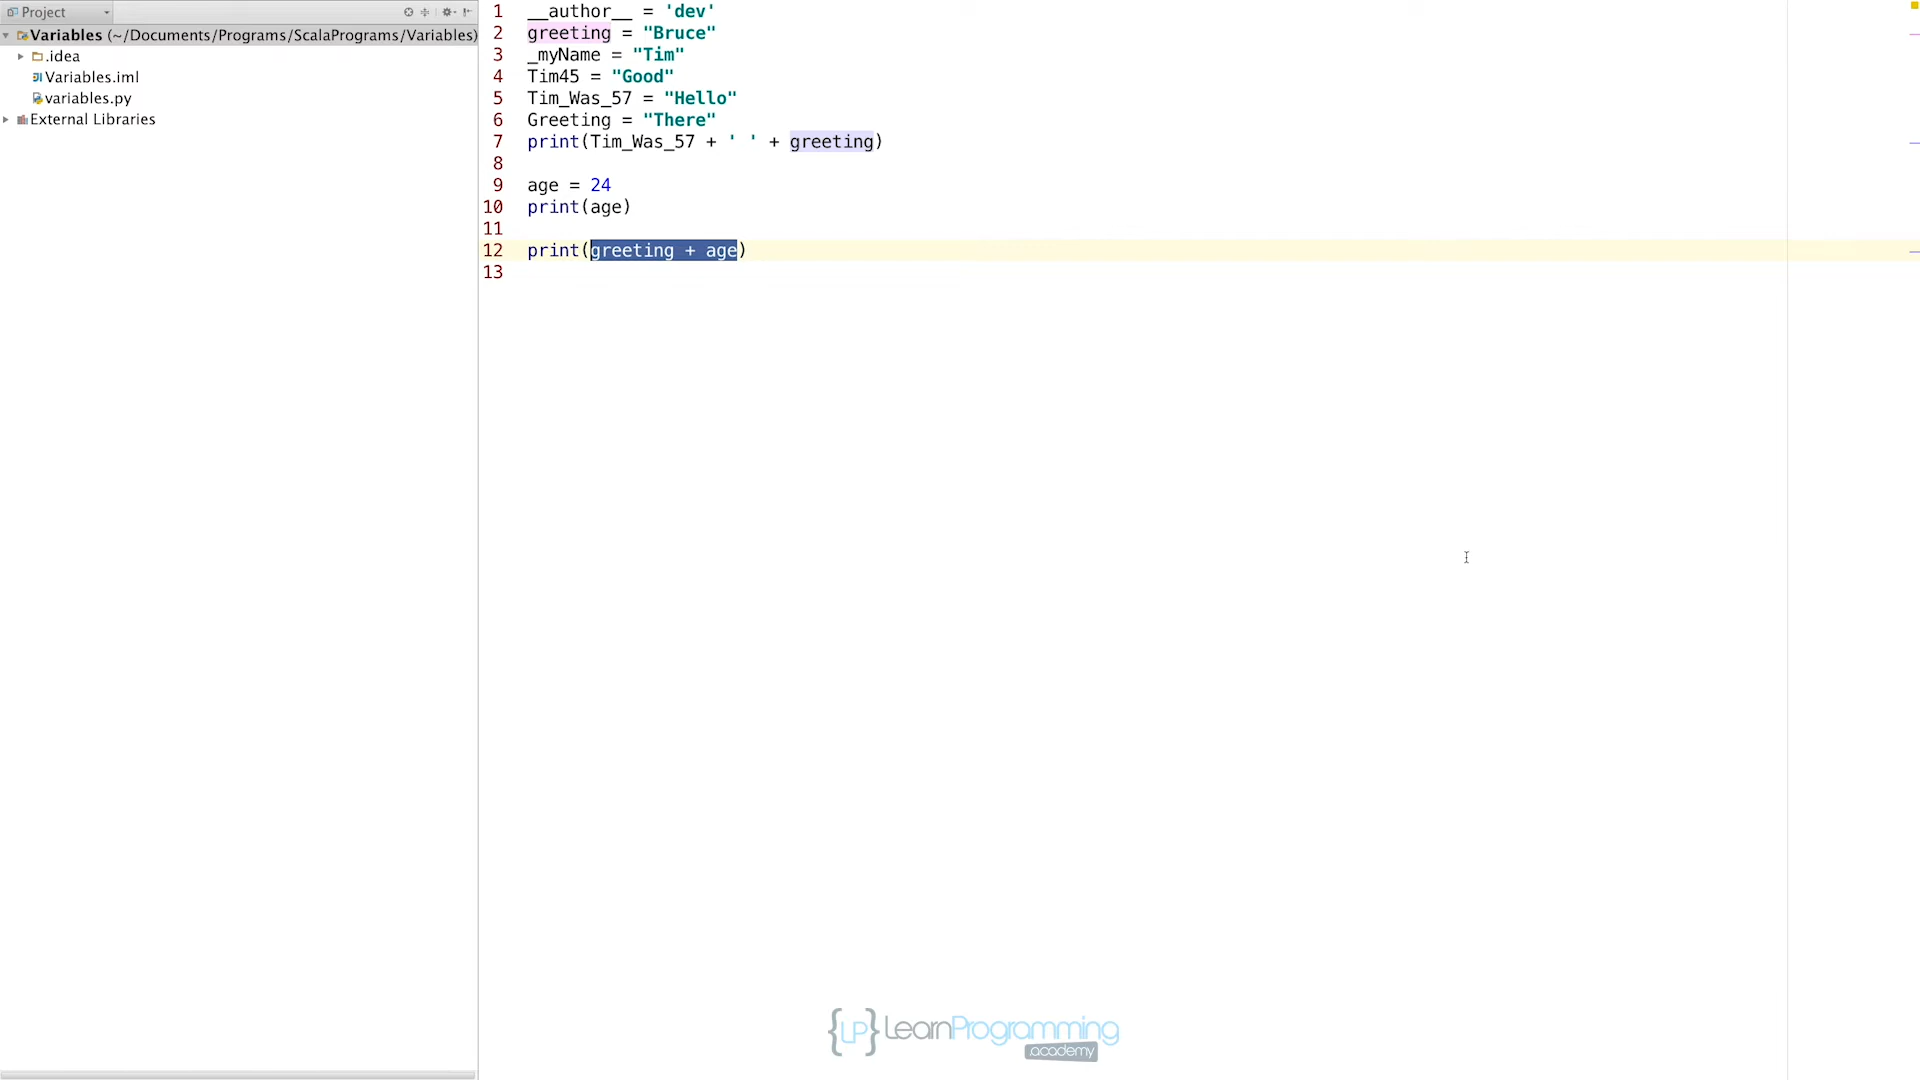 Project
Variables (~/Documents/Programs/ScalaPrograms/Variables)
.idea
Variables.iml
variables.py
External Libraries
1 __author__ = 'dev'
2 greeting = "Bruce"
3 _myName = "Tim"
4 Tim45 = "Good"
5 Tim_Was_57 = "Hello"
6 Greeting = "There"
7 print(Tim_Was_57 + ' ' + greeting)
8
9 age = 24
10 print(age)
11
12 print(greeting + age)
13
{LP} LearnProgramming
.academy